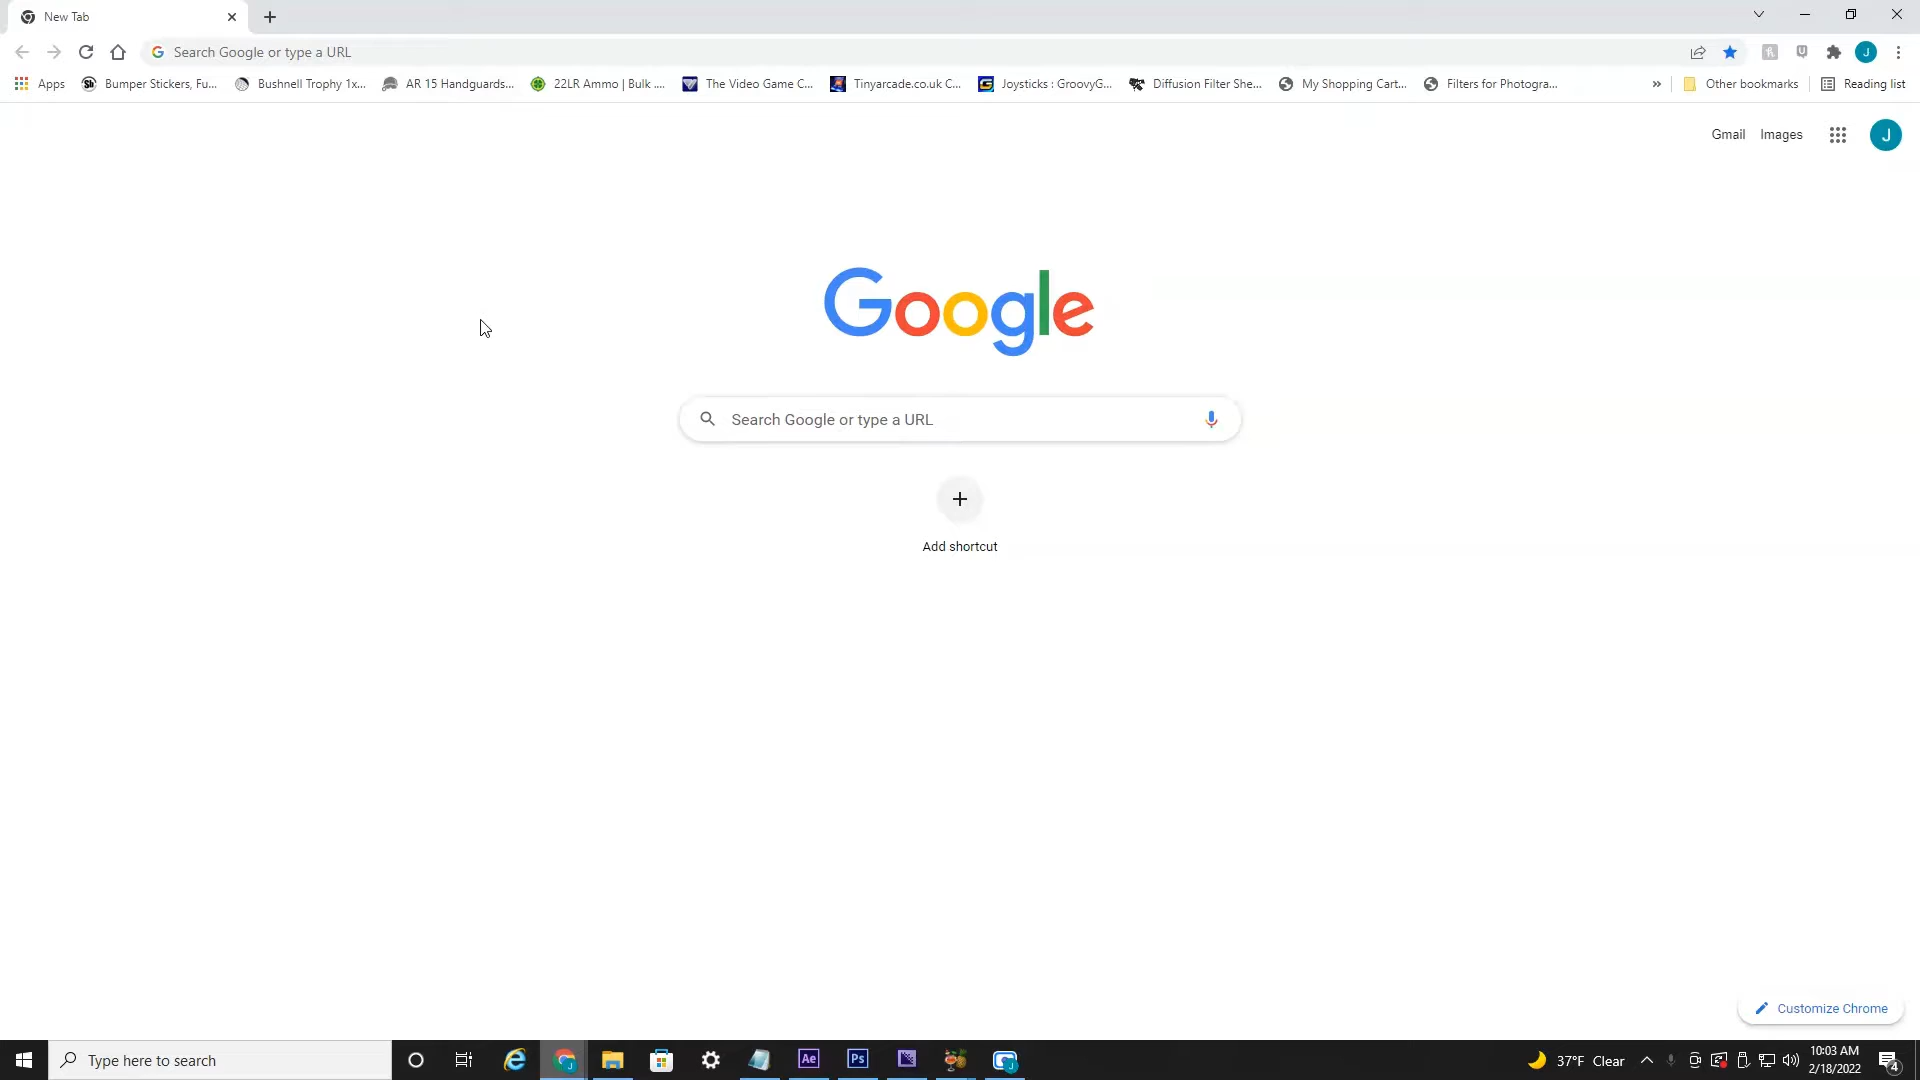 New Tab
Search Google or type a URL
Apps Bumper Stickers, Fu... Bushnell Trophy 1x... AR 15 Handguards... 22LR Ammo | Bulk .... The Video Game C... Tinyarcade.co.uk C... Joysticks : GroovyG... Diffusion Filter She... My Shopping Cart... Filters for Photogra... » Other bookmarks Reading list
Gmail Images J
Google
Search Google or type a URL
Add shortcut
Customize Chrome
Type here to search Ae Ps 37°F Clear 10:03 AM
2/18/2022 4